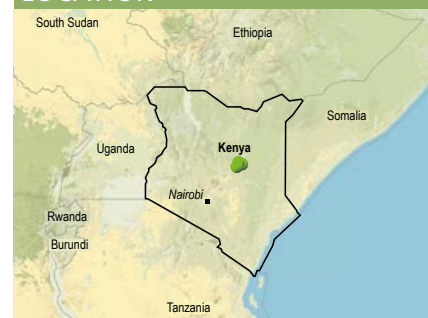 South Sudan
Ethiopia
Somalia
Uganda
Kenya
Nairobi
Rwanda
Burundi
Tanzania